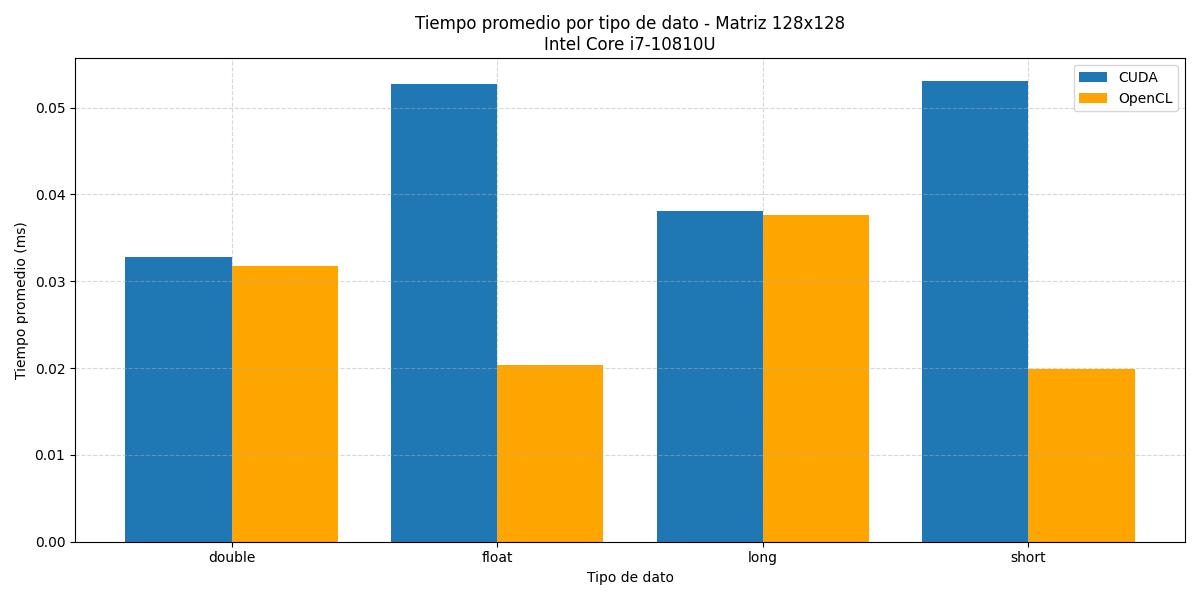 Tiempo promedio por tipo de dato - Matriz 128x128
Intel Core i7-10810U
CUDA
OpenCL
Tiempo promedio (ms)
0.05
0.04
0.03
0.02
0.01
0.00
double
float
long
short
Tipo de dato